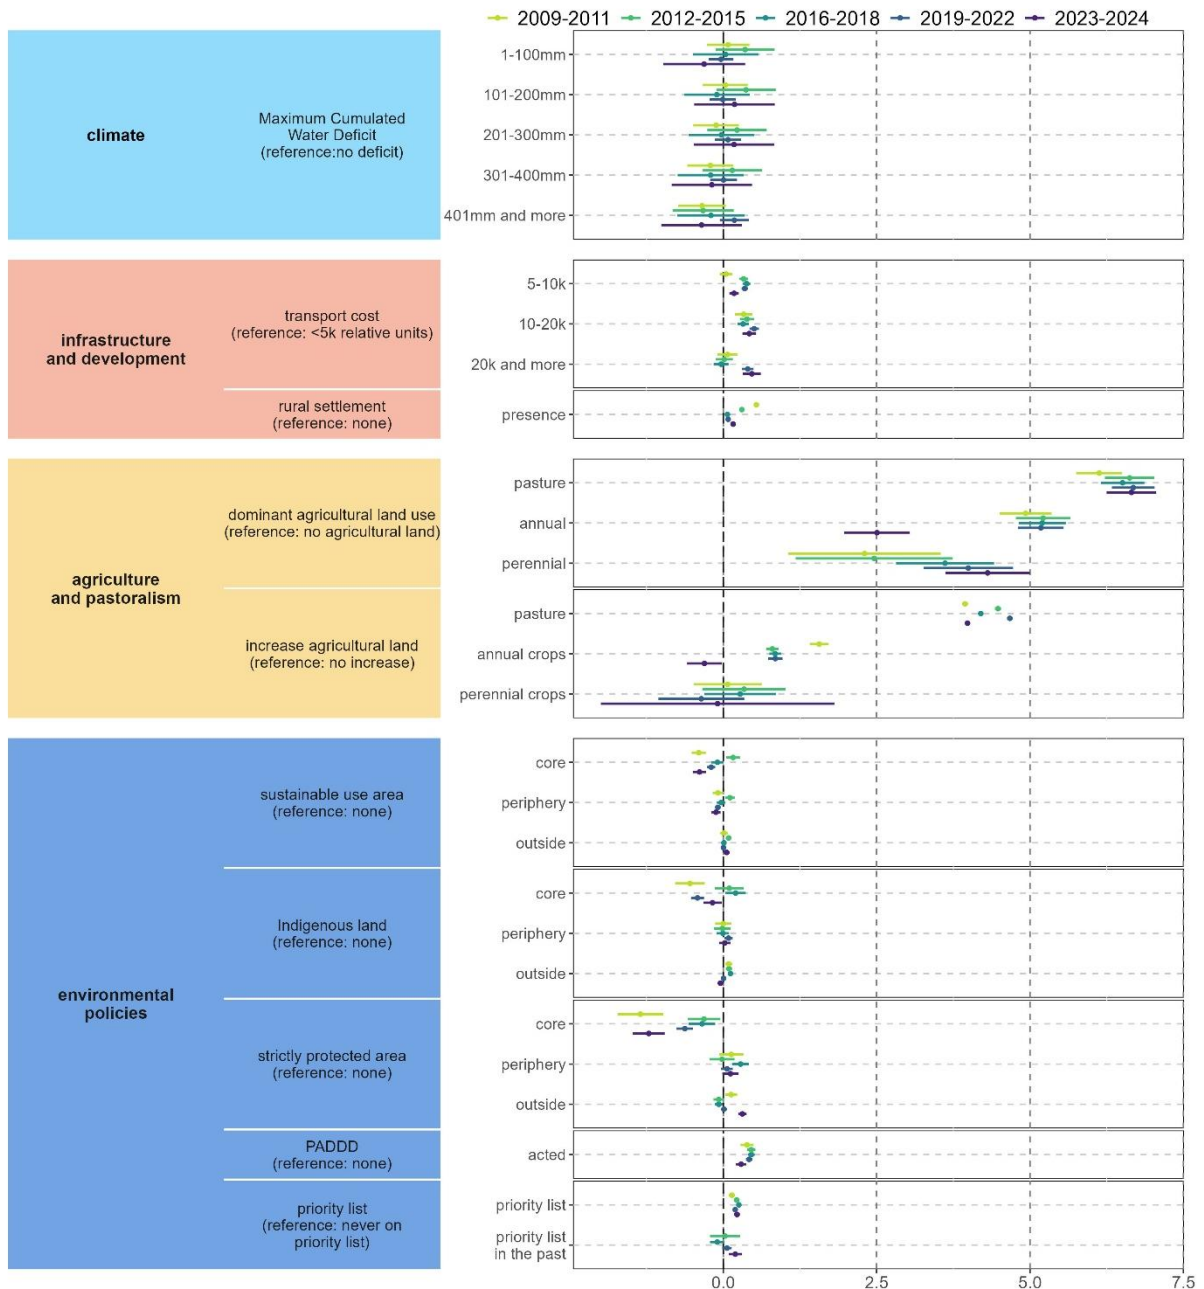 2009-2011 2012-2015 2016-2018 2019-2022 2023-2024
climate
Maximum Cumulated
Water Deficit
(reference:no deficit)
1-100mm
101-200mm
201-300mm
301-400mm
401mm and more
infrastructure
and development
transport cost
(reference: <5k relative units)
5-10k
10-20k
20k and more
rural settlement
(reference: none)
presence
agriculture
and pastoralism
dominant agricultural land use
(reference: no agricultural land)
pasture
annual
perennial
increase agricultural land
(reference: no increase)
pasture
annual crops
perennial crops
environmental
policies
sustainable use area
(reference: none)
core
periphery
outside
Indigenous land
(reference: none)
core
periphery
outside
strictly protected area
(reference: none)
core
periphery
outside
PADDD
(reference: none)
acted
priority list
(reference: never on
priority list)
priority list
priority list
in the past
0.0 2.5 5.0 7.5